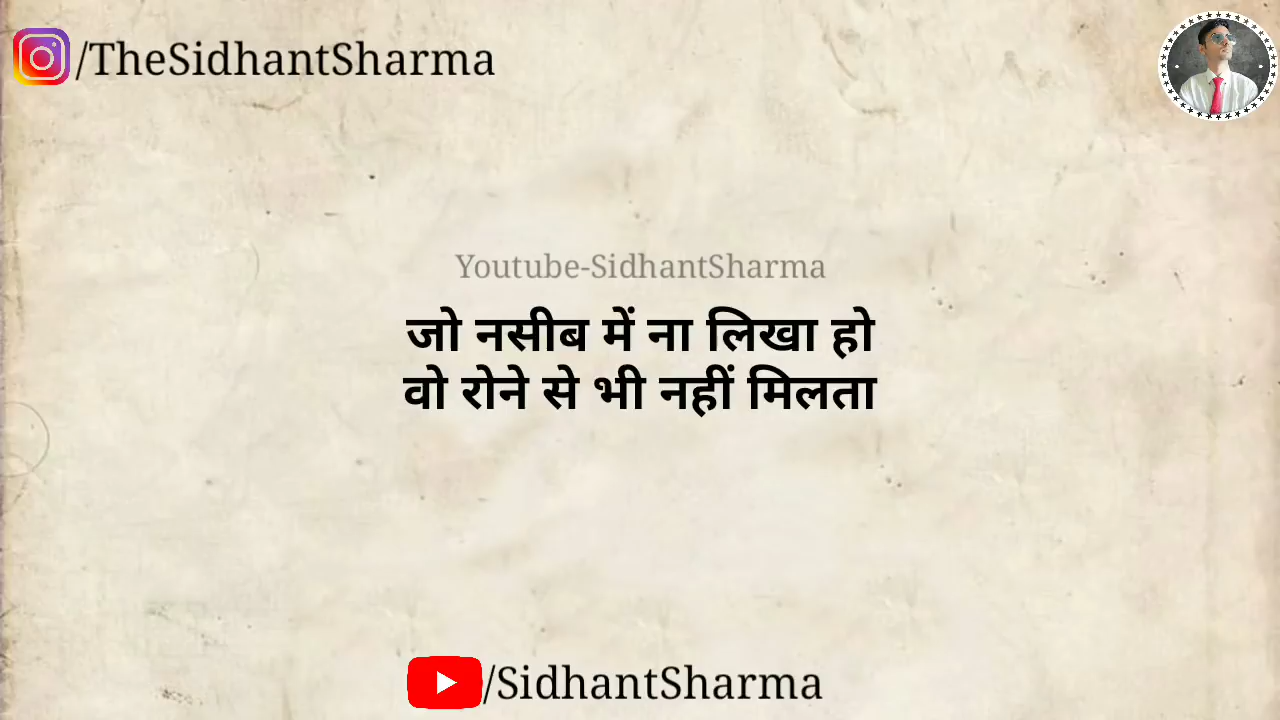 /TheSidhantSharma
Youtube-SidhantSharma
जो नसीब में ना लिखा हो
वो रोने से भी नहीं मिलता
/SidhantSharma